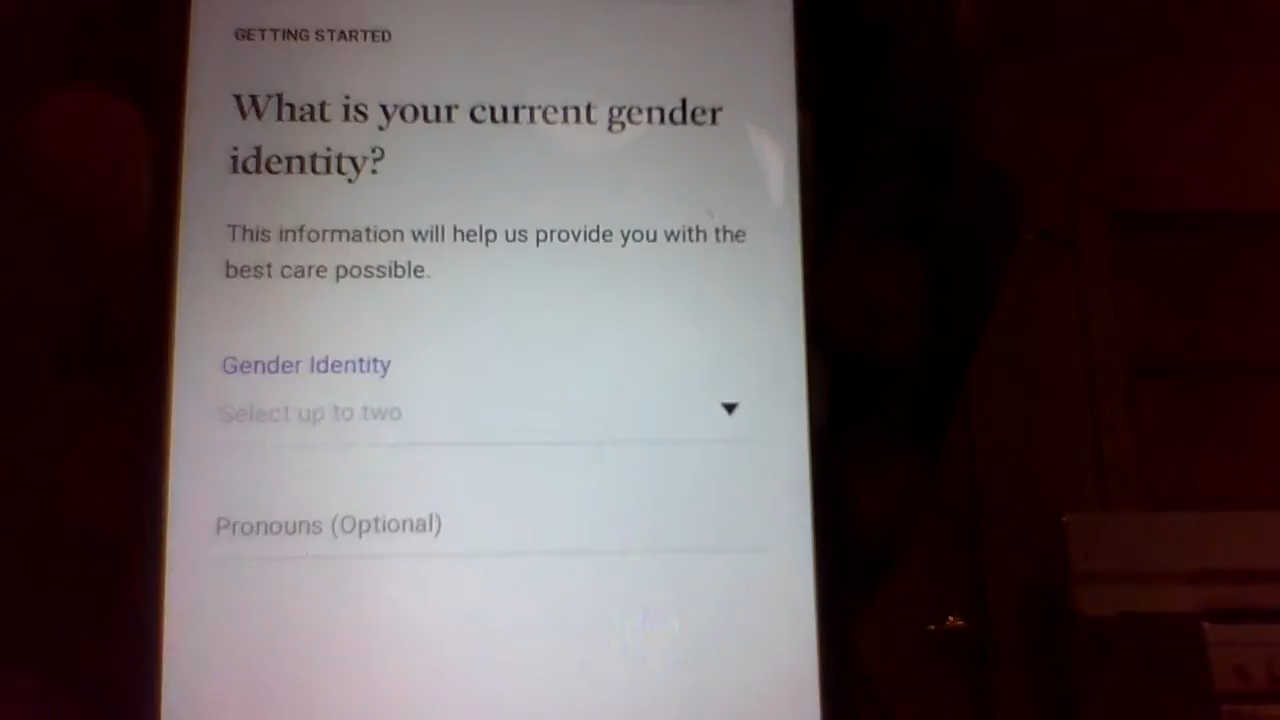 GETTING STARTED
What is your current gender
identity?
This information will help us provide you with the
best care possible.
Gender Identity
Select up to two
Pronouns (Optional)